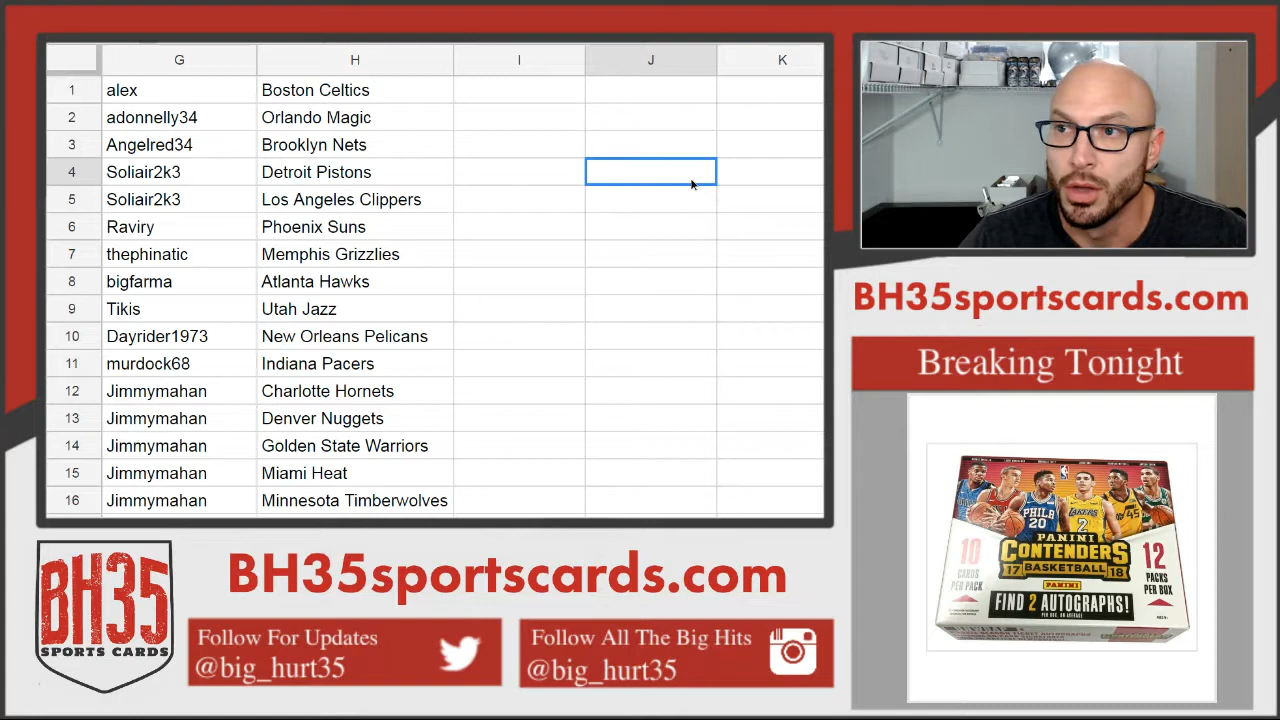 G H I J K
1 alex Boston Celtics
2 adonnelly34 Orlando Magic
3 Angelred34 Brooklyn Nets
4 Soliair2k3 Detroit Pistons
5 Soliair2k3 Los Angeles Clippers
6 Raviry Phoenix Suns
7 thephinatic Memphis Grizzlies
8 bigfarma Atlanta Hawks
9 Tikis Utah Jazz
10 Dayrider1973 New Orleans Pelicans
11 murdock68 Indiana Pacers
12 Jimmymahan Charlotte Hornets
13 Jimmymahan Denver Nuggets
14 Jimmymahan Golden State Warriors
15 Jimmymahan Miami Heat
16 Jimmymahan Minnesota Timberwolves
BH35sportscards.com
Breaking Tonight
PHILA
20
LAKERS
2
45
PANINI
CONTENDERS
17 BASKETBALL 18
PANINI
FIND 2 AUTOGRAPHS!
10
CARDS
PER PACK
12
PACKS
PER BOX
BH35
SPORTS CARDS
BH35sportscards.com
Follow For Updates
@big_hurt35
Follow All The Big Hits
@big_hurt35